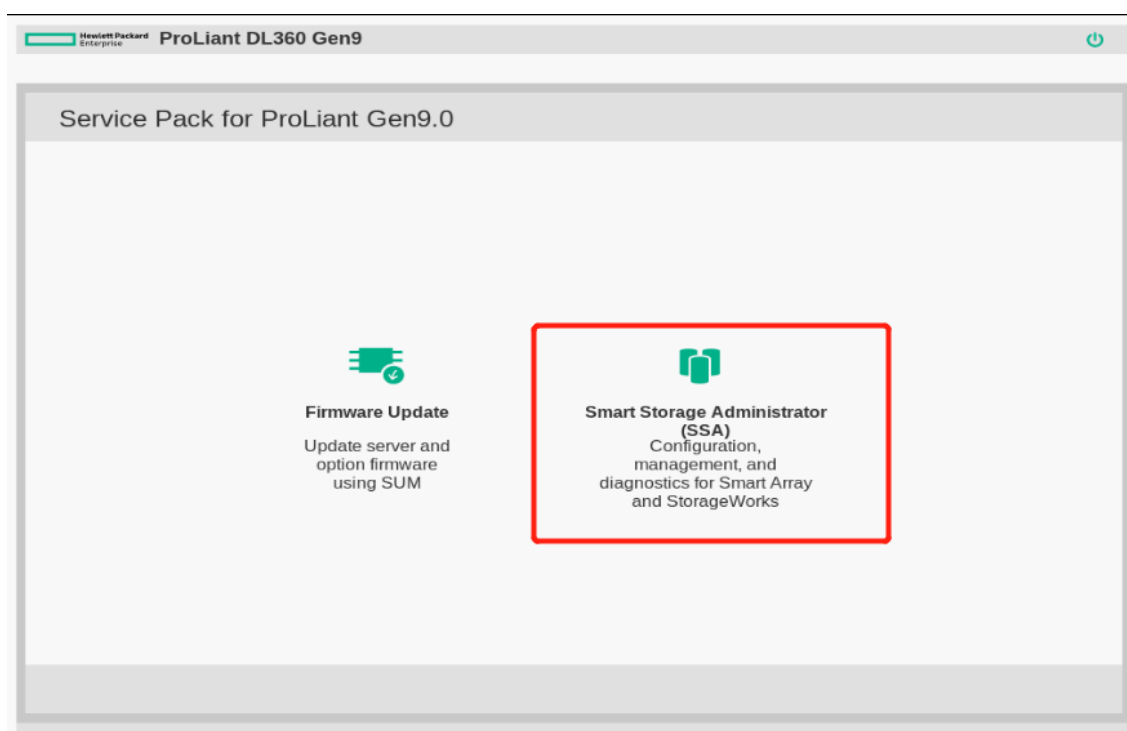 Hewlett Packard
Enterprise
ProLiant DL360 Gen9
Service Pack for ProLiant Gen9.0
Firmware Update
Update server and
option firmware
using SUM
Smart Storage Administrator
(SSA)
Configuration,
management, and
diagnostics for Smart Array
and StorageWorks